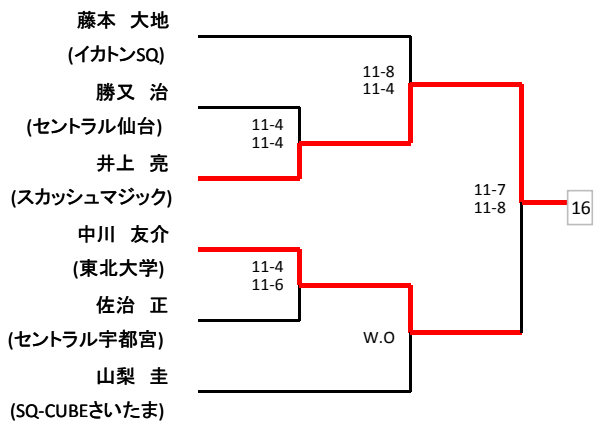 藤本　大地
(イカトンSQ)
11-8
11-4
勝又　治
(セントラル仙台)
11-4
11-4
井上　亮
(スカッシュマジック)
11-7
11-8
16
中川　友介
(東北大学)
11-4
11-6
佐治　正
(セントラル宇都宮)
W.O
山梨　圭
(SQ-CUBEさいたま)